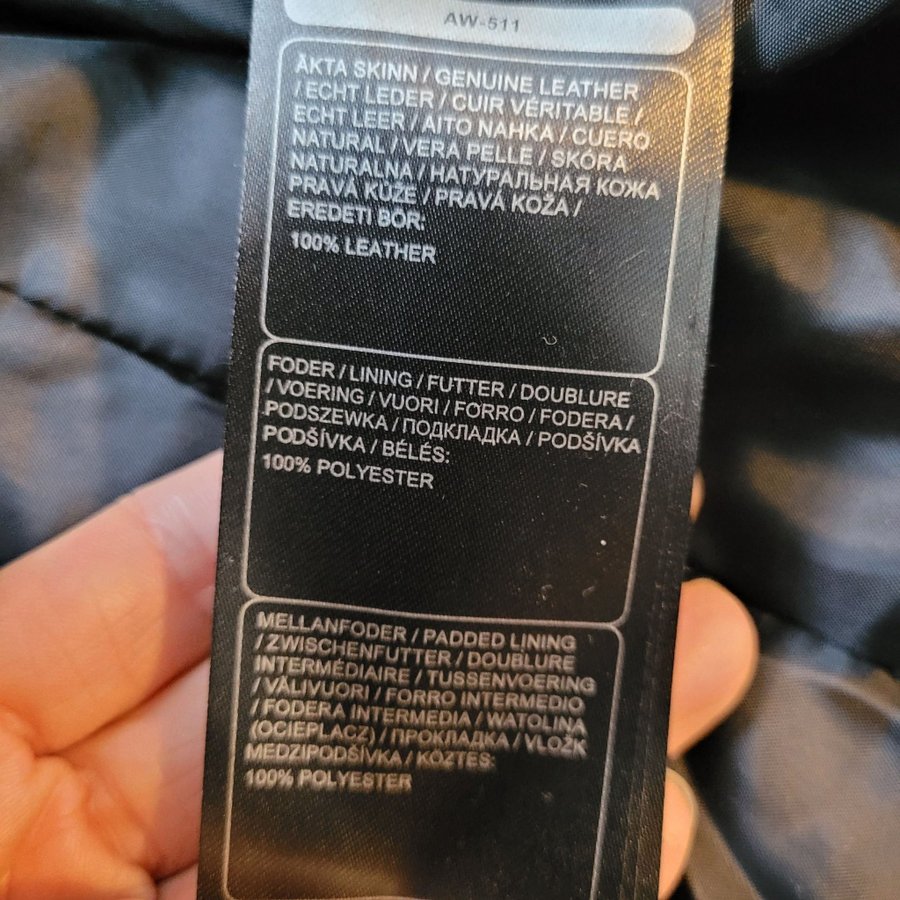 AW-511
ÄKTA SKINN / GENUINE LEATHER
/ ECHT LEDER / CUIR VÉRITABLE /
ECHT LEER / AITO NAHKA / CUERO
NATURAL / VERA PELLE / SKÓRA
NATURALNA / НАТУРАЛЬНАЯ КОЖА
PRAVÁ KŮŽE / PRAVÁ KOŽA /
EREDETI BŐR:
100% LEATHER
FODER / LINING / FUTTER / DOUBLURE
/ VOERING / VUORI / FORRO / FODERA /
PODSZEWKA / ПОДКЛАДКА / PODŠÍVKA
PODŠÍVKA / BÉLÉS:
100% POLYESTER
MELLANFODER / PADDED LINING
/ ZWISCHENFUTTER / DOUBLURE
INTERMÉDIAIRE / TUSSENVOERING
/ VÄLIVUORI / FORRO INTERMEDIO
/ FODERA INTERMEDIA / WATOLINA
(OCIEPLACZ) / ПРОКЛАДКА / VLOŽK
MEDZIPODŠÍVKA / KÖZTES:
100% POLYESTER